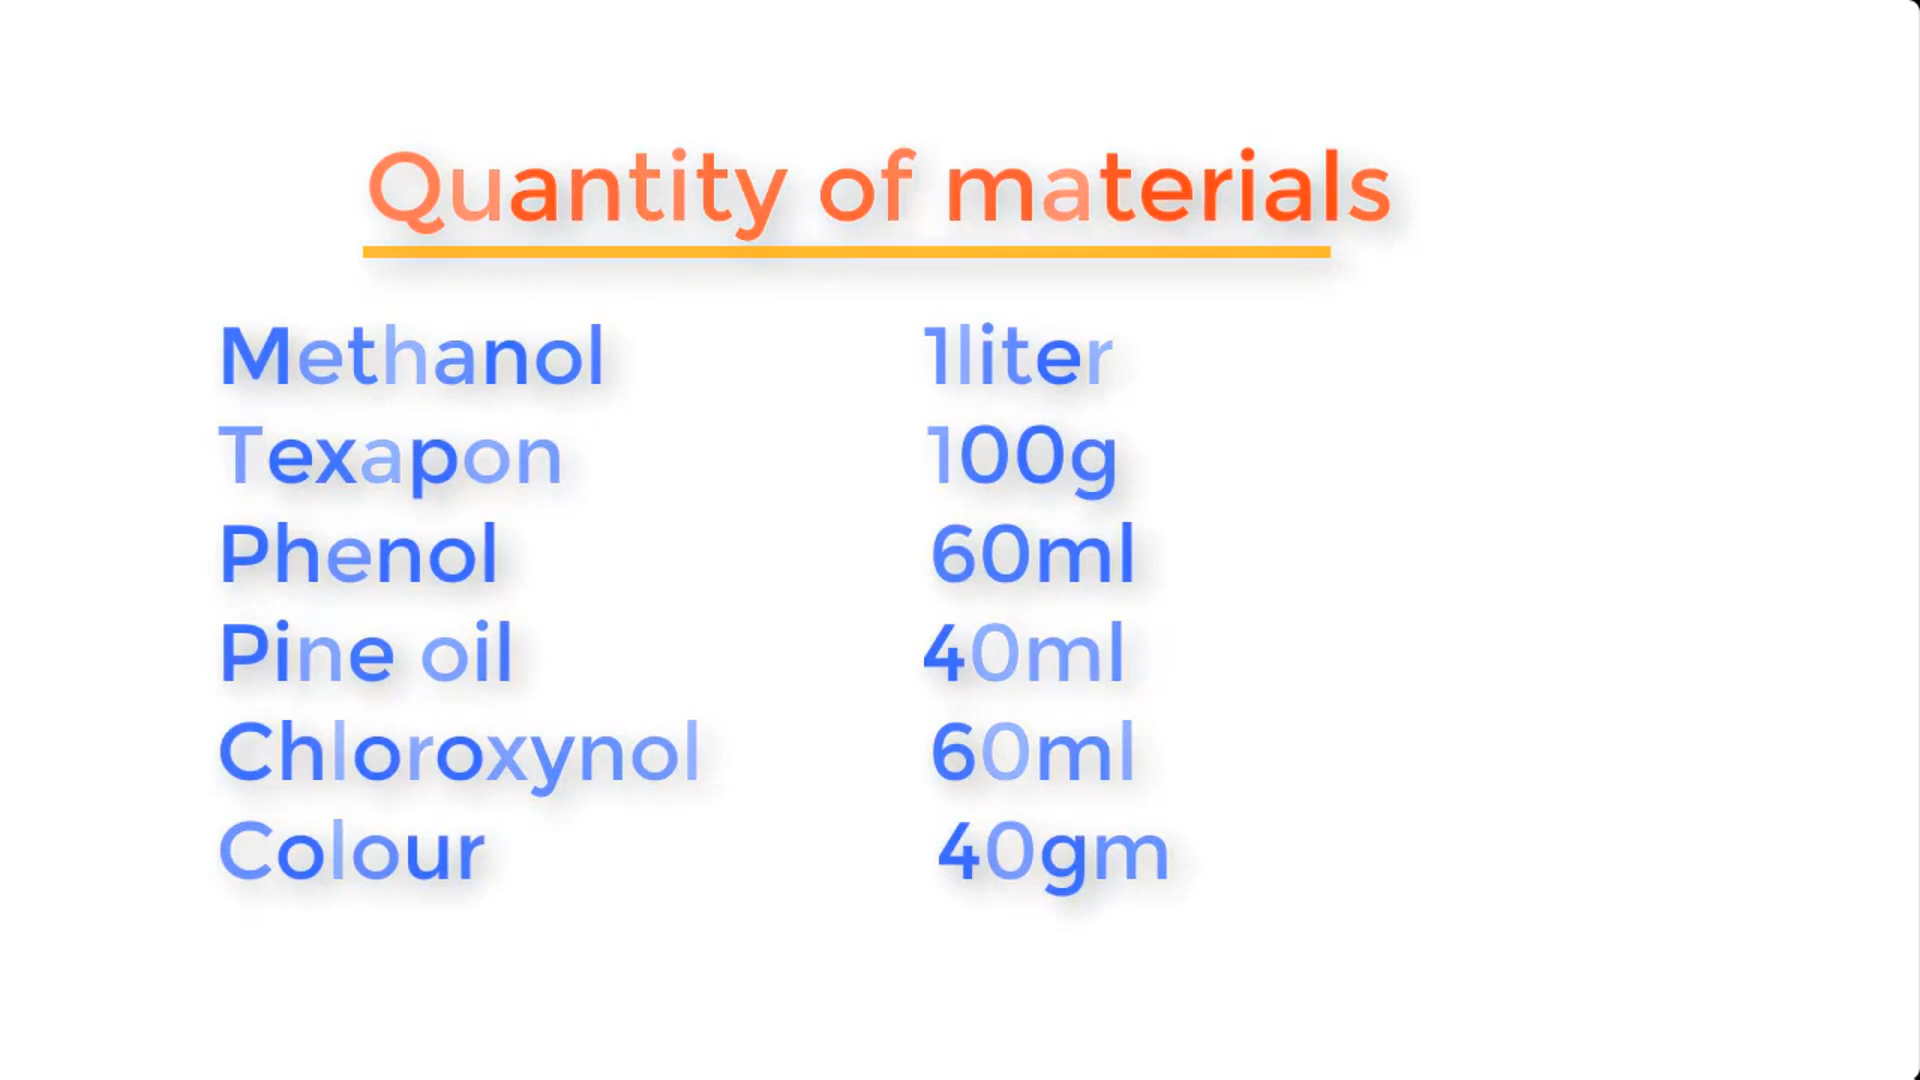 Quantity of materials
Methanol 1liter
Texapon 100g
Phenol 60ml
Pine oil 40ml
Chloroxynol 60ml
Colour 40gm